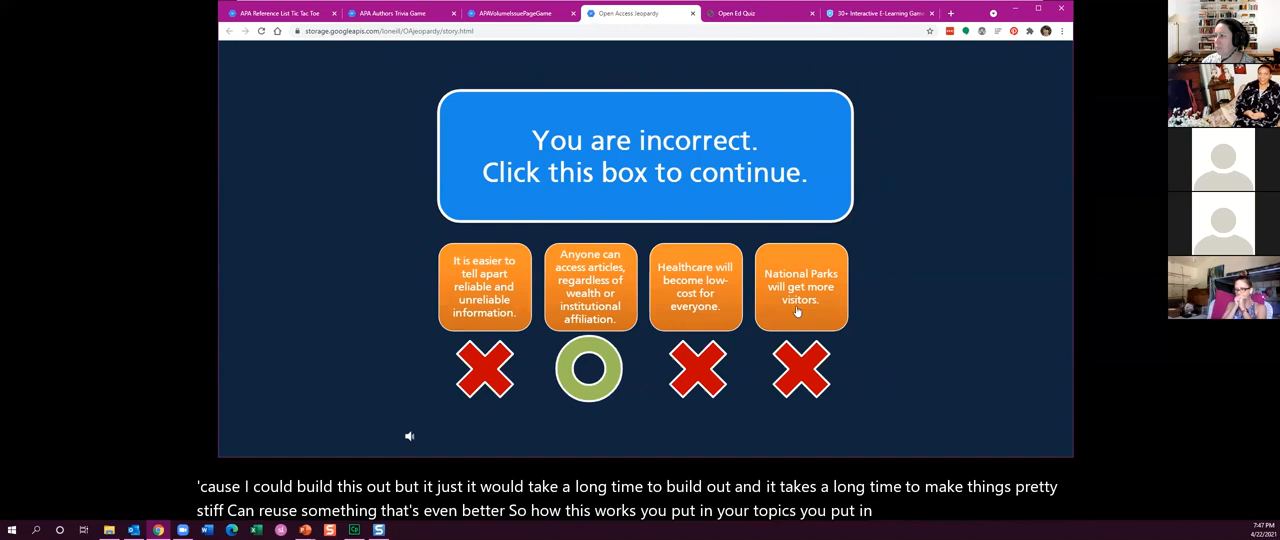 APA Reference List Tic Tac Toe
APA Authors Trivia Game
APAVolumeIssuePageGame
Open Access Jeopardy
Open Ed Quiz
30+ Interactive E-Learning Gam
storage.googleapis.com/loneill/OAjeopardy/story.html
You are incorrect.
Click this box to continue.
It is easier to
tell apart
reliable and
unreliable
information.
Anyone can
access articles,
regardless of
wealth or
institutional
affiliation.
Healthcare will
become low-
cost for
everyone.
National Parks
will get more
visitors.
'cause I could build this out but it just it would take a long time to build out and it takes a long time to make things pretty
stiff Can reuse something that's even better So how this works you put in your topics you put in
7:47 PM
4/22/2021